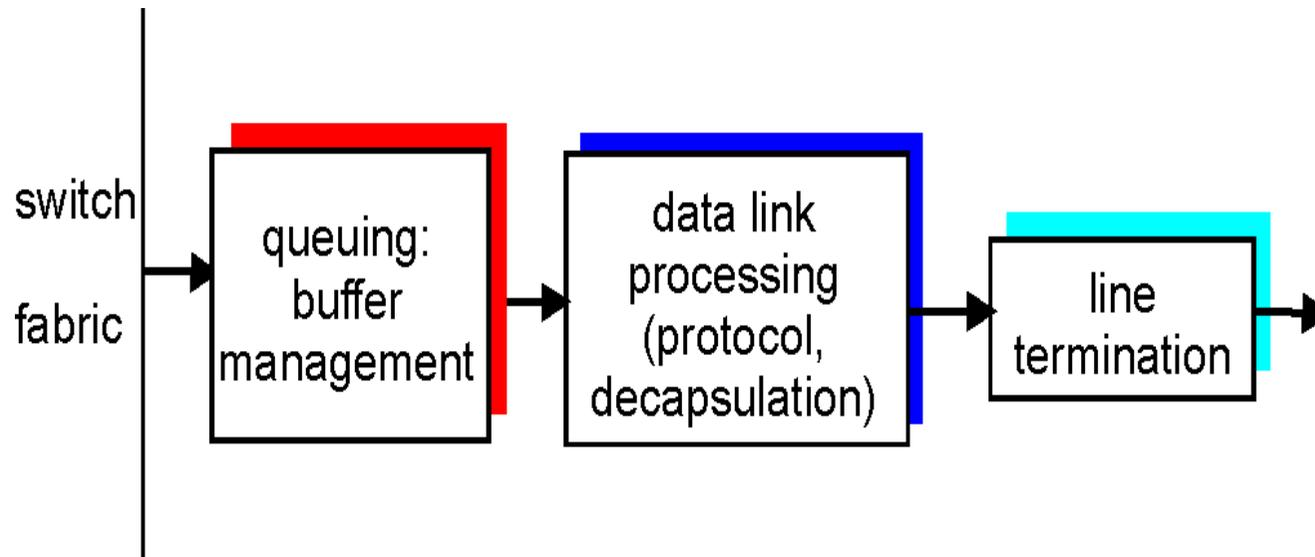 switch
fabric
queuing:
buffer
management
data link
processing
(protocol,
decapsulation)
line
termination